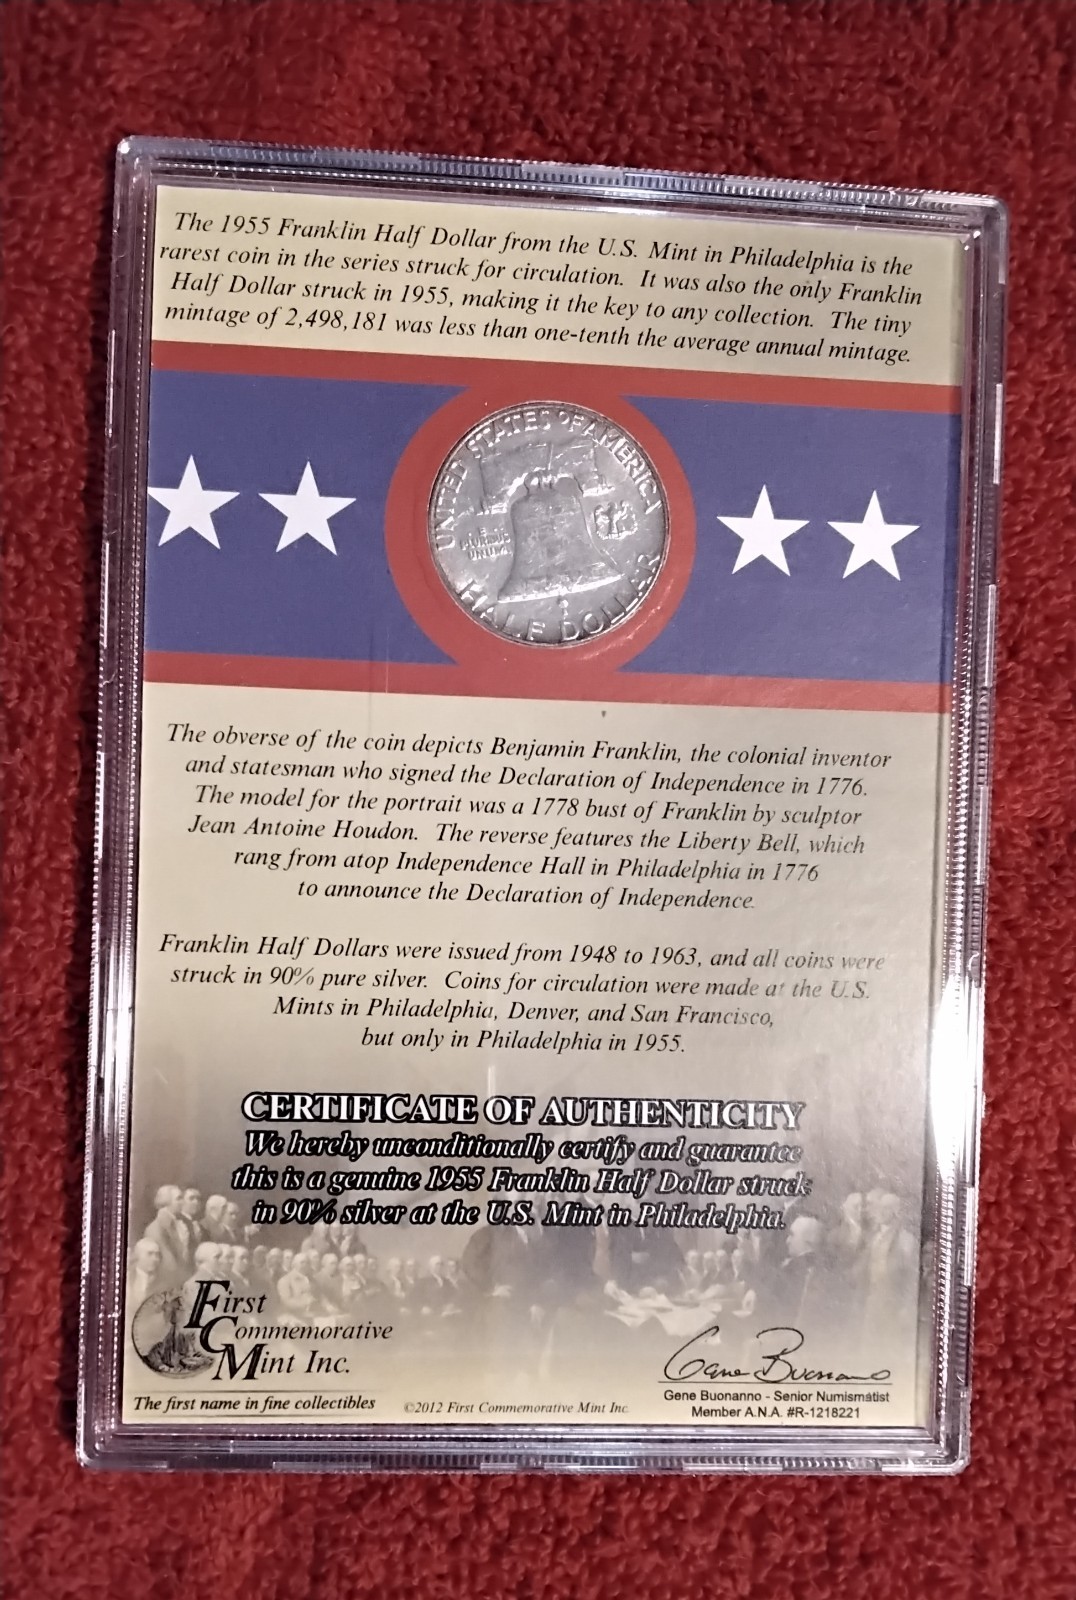 The 1955 Franklin Half Dollar from the U.S. Mint in Philadelphia is the
rarest coin in the series struck for circulation. It was also the only Franklin
Half Dollar struck in 1955, making it the key to any collection. The tiny
mintage of 2,498,181 was less than one-tenth the average annual mintage.
UNITED STATES OF AMERICA
E
PLURIBUS
UNUM
HALF DOLLAR
The obverse of the coin depicts Benjamin Franklin, the colonial inventor
and statesman who signed the Declaration of Independence in 1776.
The model for the portrait was a 1778 bust of Franklin by sculptor
Jean Antoine Houdon. The reverse features the Liberty Bell, which
rang from atop Independence Hall in Philadelphia in 1776
to announce the Declaration of Independence.
Franklin Half Dollars were issued from 1948 to 1963, and all coins were
struck in 90% pure silver. Coins for circulation were made at the U.S.
Mints in Philadelphia, Denver, and San Francisco,
but only in Philadelphia in 1955.
CERTIFICATE OF AUTHENTICITY
We hereby unconditionally certify and guarantee
this is a genuine 1955 Franklin Half Dollar struck
in 90% silver at the U.S. Mint in Philadelphia.
First
Commemorative
Mint Inc.
The first name in fine collectibles
©2012 First Commemorative Mint Inc.
Gene Buonanno
Gene Buonanno - Senior Numismatist
Member A.N.A. #R-1218221